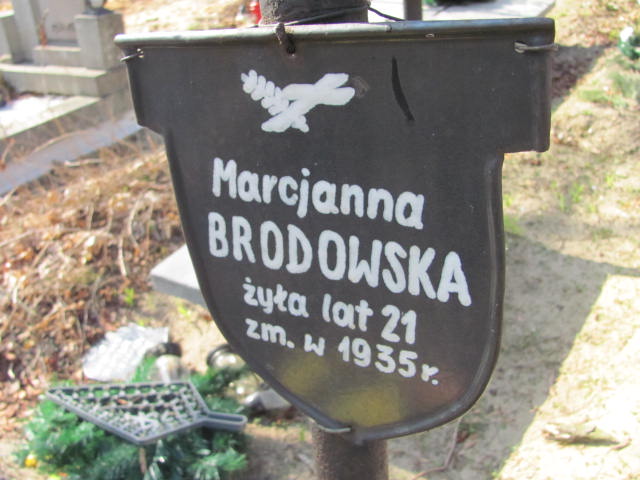 Marcjanna
BRODOWSKA
żyła lat 21
zm. w 1935 r.